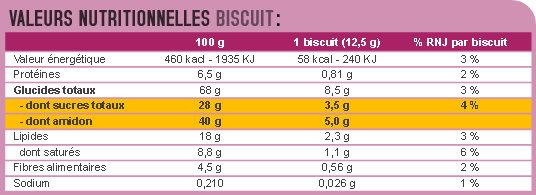 VALEURS NUTRITIONNELLES BISCUIT:
100 g 1 biscuit (12,5 g) % RNJ par biscuit
Valeur énergétique 460 kacl - 1935 KJ 58 kcal - 240 KJ 3 %
Protéines 6,5 g 0,81 g 2 %
Glucides totaux 68 g 8,5 g 3 %
- dont sucres totaux 28 g 3,5 g 4 %
- dont amidon 40 g 5,0 g
Lipides 18 g 2,3 g 3 %
dont saturés 8,8 g 1,1 g 6 %
Fibres alimentaires 4,5 g 0,56 g 2 %
Sodium 0,210 0,026 g 1 %